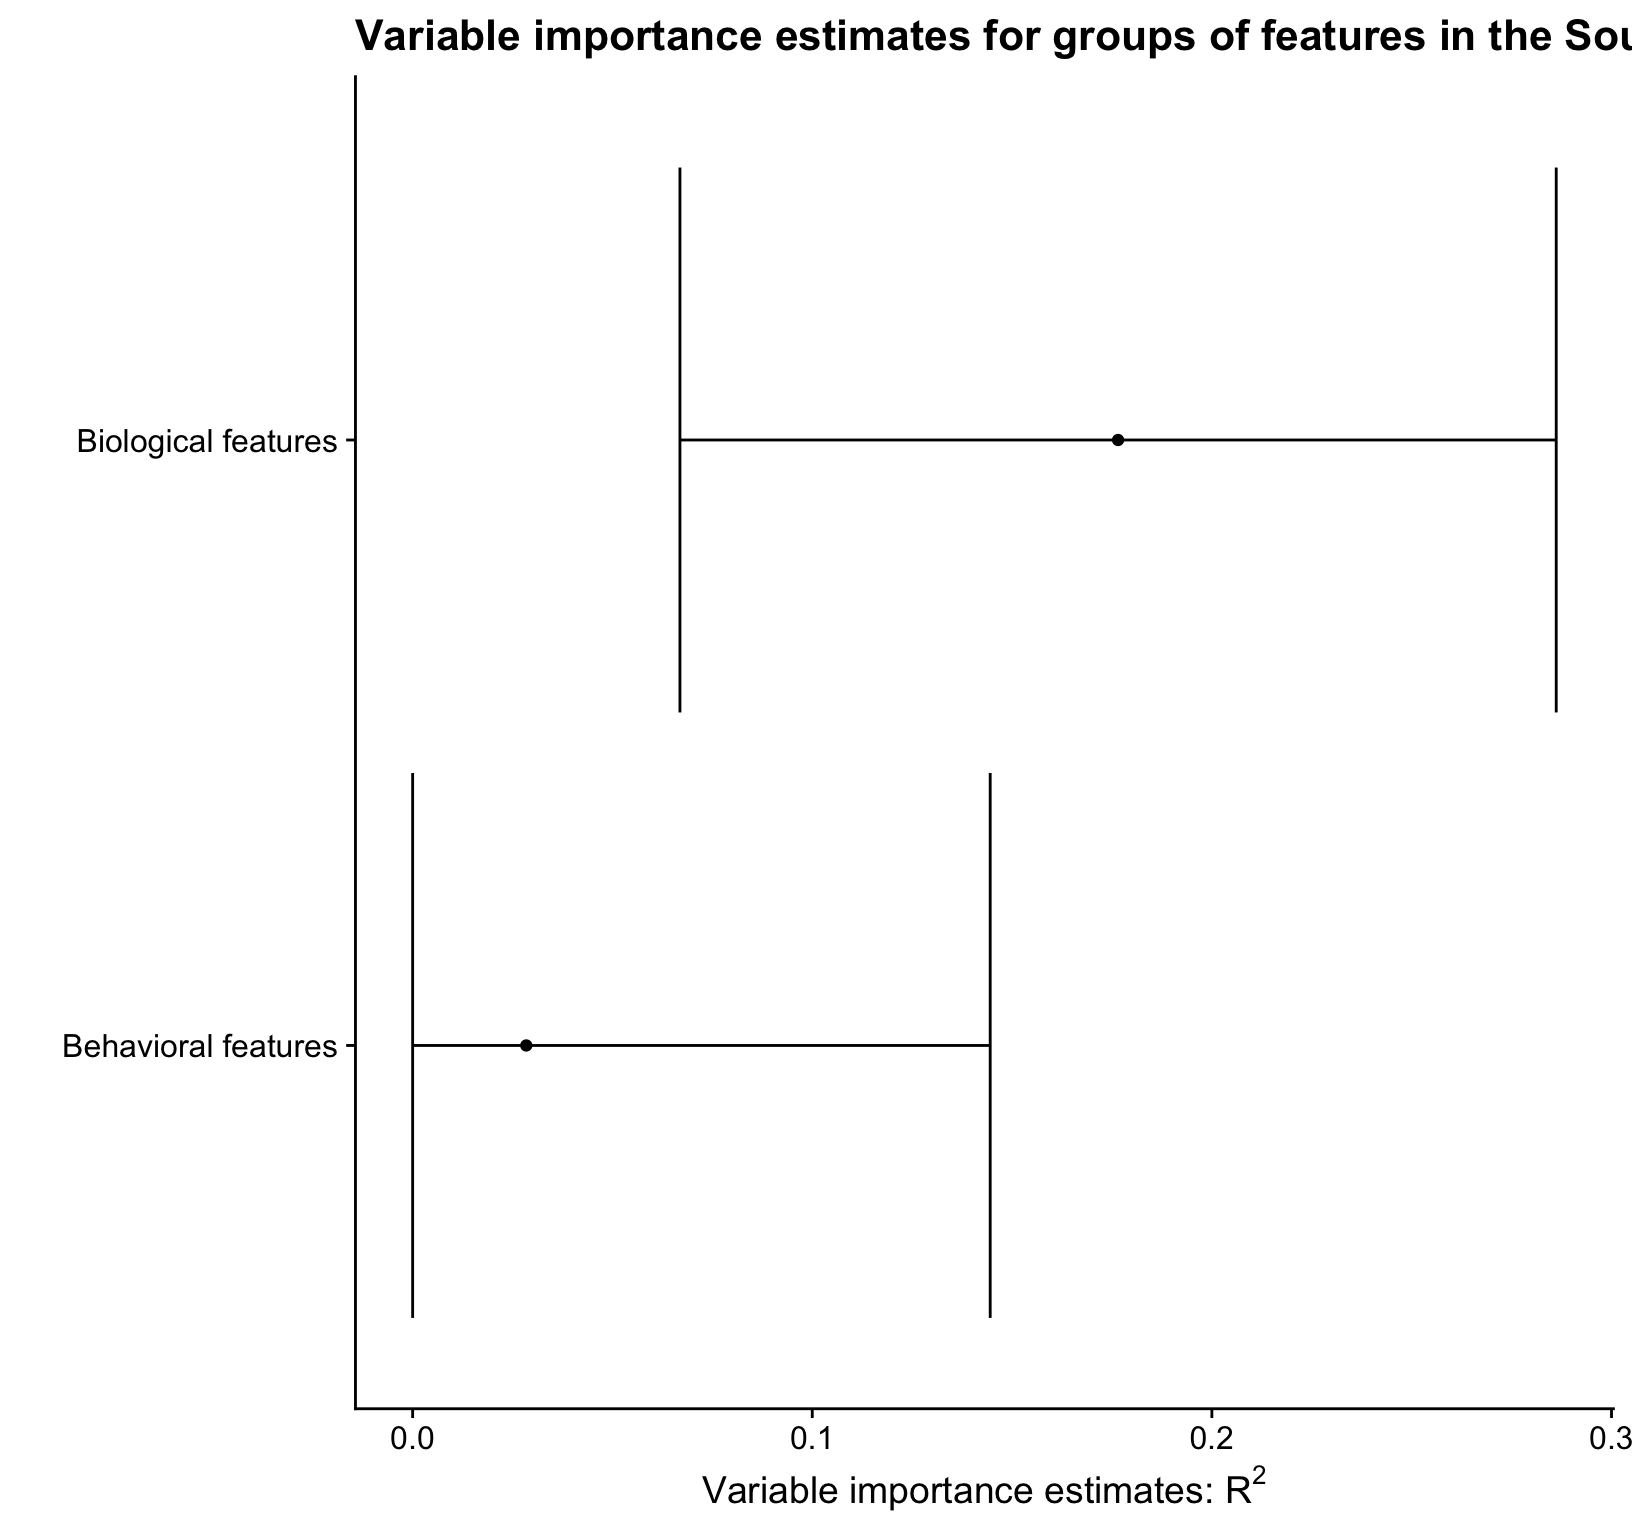 Variable importance estimates for groups of features in the Sou
Biological features
Behavioral features
0.0 0.1 0.2 0.3
Variable importance estimates: R²